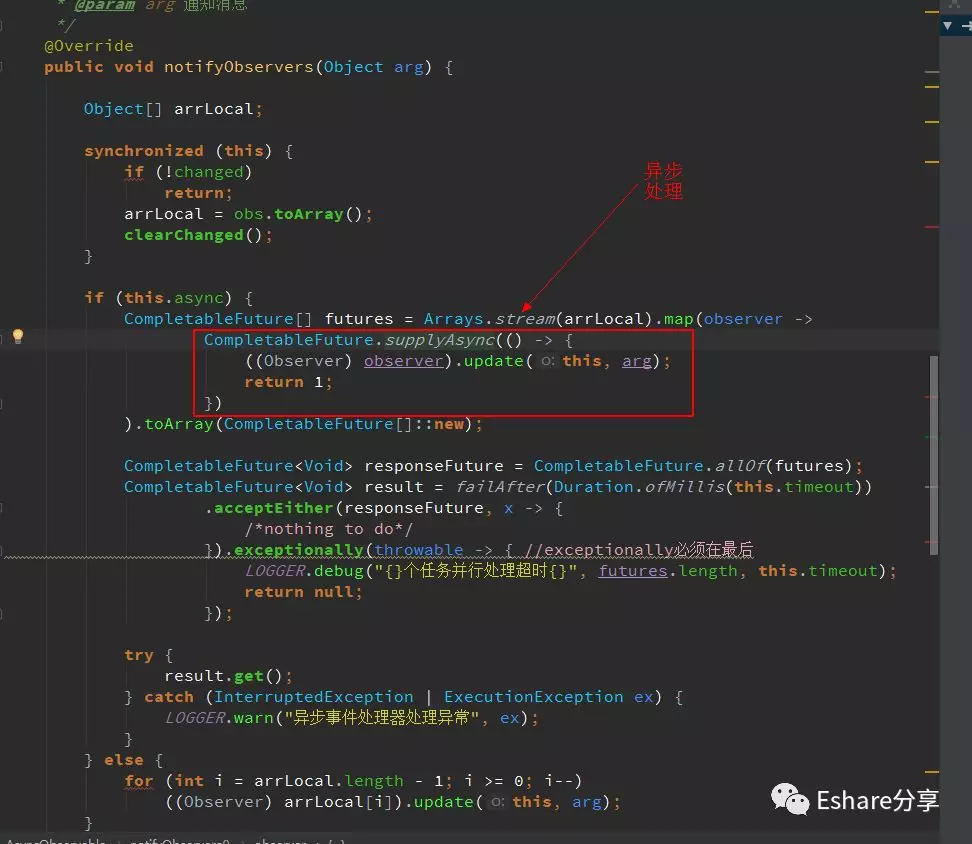 * @param arg 通知消息
*/
@Override
public void notifyObservers(Object arg) {
Object[] arrLocal;
synchronized (this) {
if (!changed)
return;
arrLocal = obs.toArray();
clearChanged();
}
异步
处理
if (this.async) {
CompletableFuture[] futures = Arrays.stream(arrLocal).map(observer ->
CompletableFuture.supplyAsync(() -> {
((Observer) observer).update( o: this, arg);
return 1;
})
).toArray(CompletableFuture[]::new);
CompletableFuture<Void> responseFuture = CompletableFuture.allOf(futures);
CompletableFuture<Void> result = failAfter(Duration.ofMillis(this.timeout))
.acceptEither(responseFuture, x -> {
/*nothing to do*/
}).exceptionally(throwable -> { //exceptionally必须在最后
LOGGER.debug("{}个任务并行处理超时{}", futures.length, this.timeout);
return null;
});
try {
result.get();
} catch (InterruptedException | ExecutionException ex) {
LOGGER.warn("异步事件处理器处理异常", ex);
}
} else {
for (int i = arrLocal.length - 1; i >= 0; i--)
((Observer) arrLocal[i]).update( o: this, arg);
}
Eshare分享